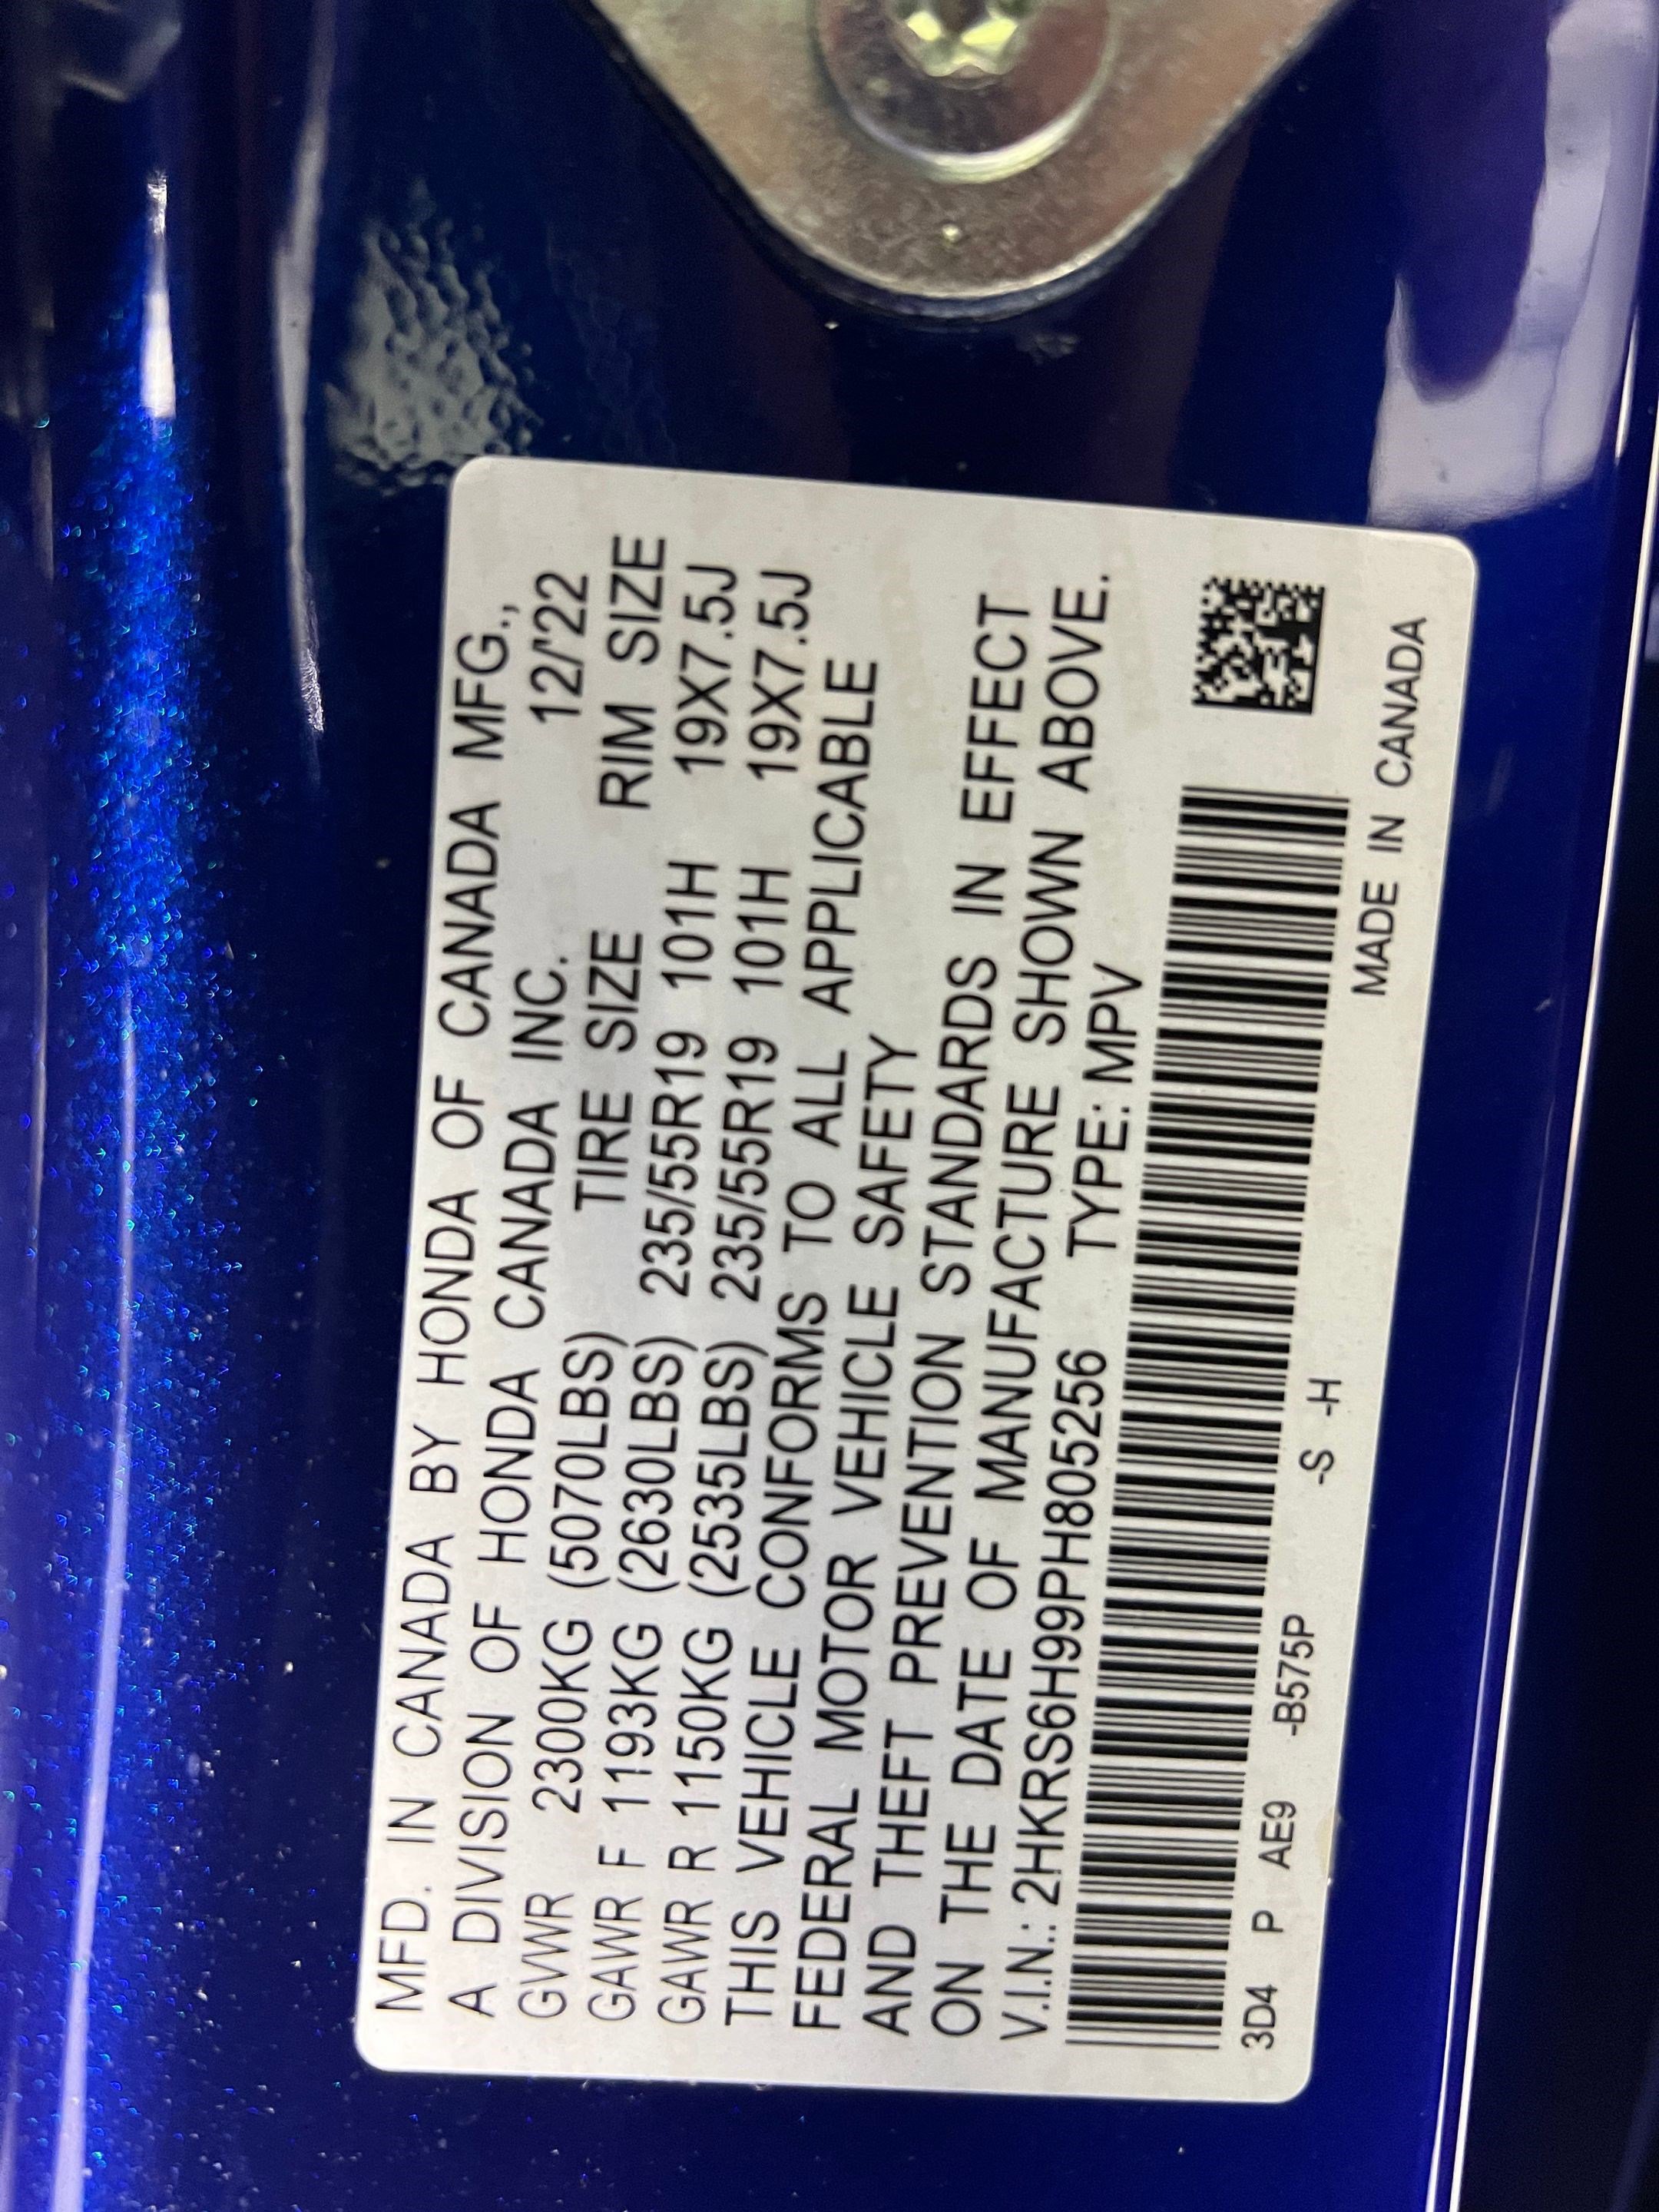 MFD. IN CANADA BY HONDA OF CANADA MFG.,
A DIVISION OF HONDA CANADA INC. 12/'22
GVWR 2300KG (5070LBS) TIRE SIZE RIM SIZE
GAWR F 1193KG (2630LBS) 235/55R19 101H 19X7.5J
GAWR R 1150KG (2535LBS) 235/55R19 101H 19X7.5J
THIS VEHICLE CONFORMS TO ALL APPLICABLE
FEDERAL MOTOR VEHICLE SAFETY
AND THEFT PREVENTION STANDARDS IN EFFECT
ON THE DATE OF MANUFACTURE SHOWN ABOVE.
V.I.N.: 2HKRS6H99PH805256 TYPE: MPV
3D4 P AE9 -B575P -S -H
MADE IN CANADA